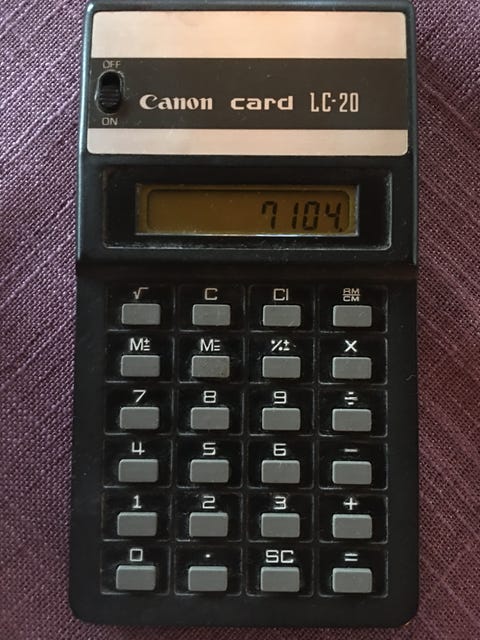 OFF
Canon card LC-20
ON
7104.
√ C CI RM/CM
M± M= %± ×
7 8 9 ÷
4 5 6 −
1 2 3 +
0 · SC =